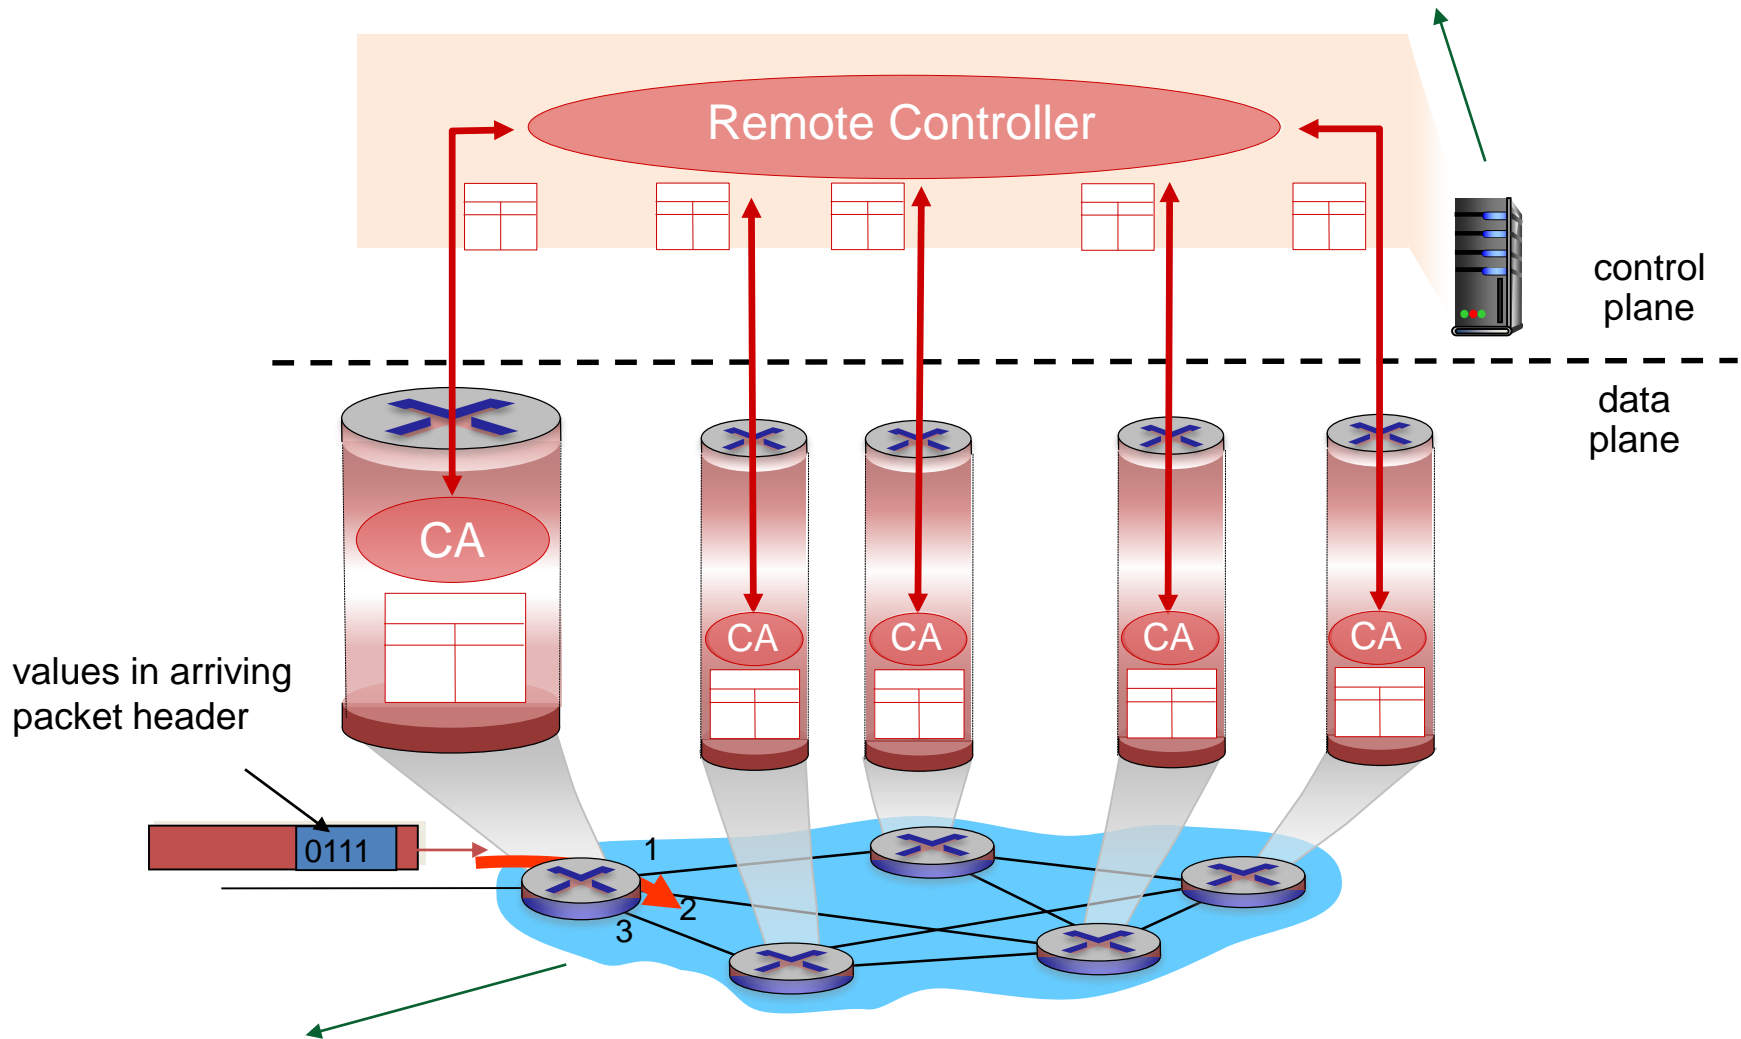 Remote Controller
control
plane
data
plane
CA
CA
CA
CA
CA
values in arriving
packet header
0111
1
2
3